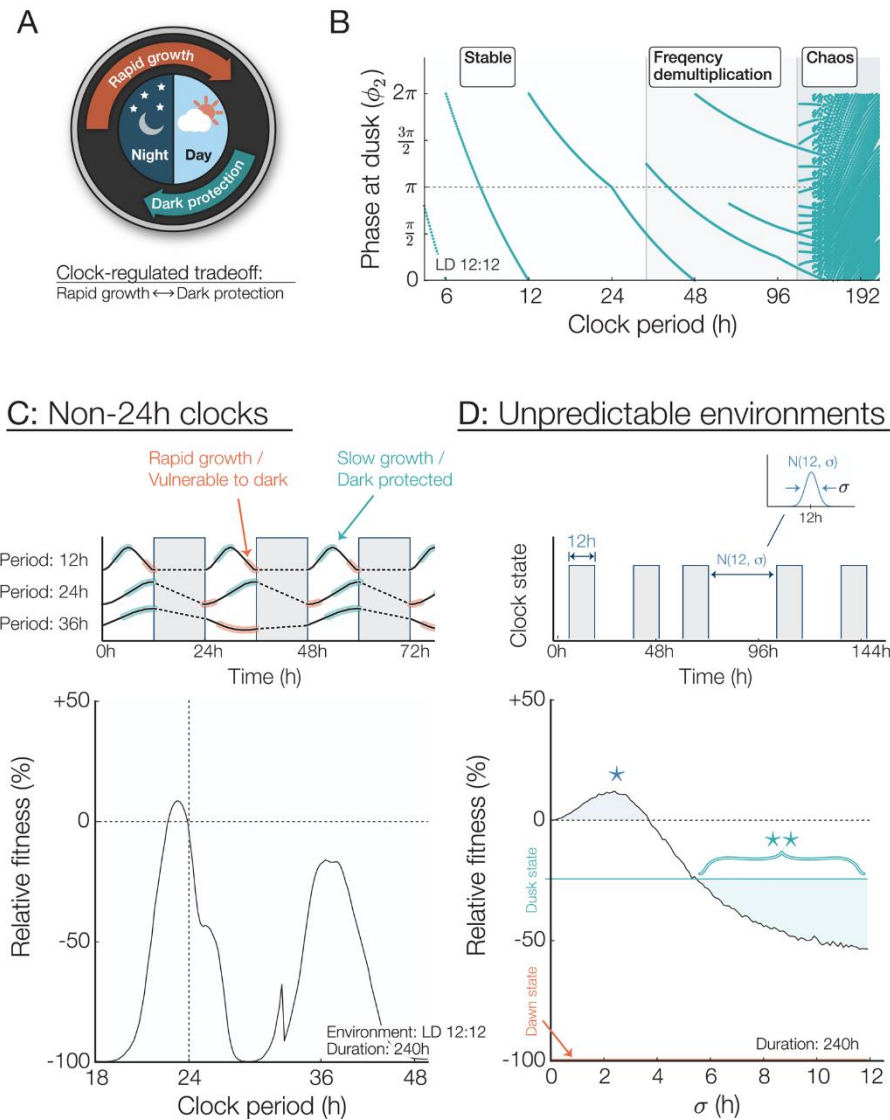 A
Rapid growth
Night
Day
Dark protection
Clock-regulated tradeoff:
Rapid growth ⟷ Dark protection
B
Stable
Freqency
demultiplication
Chaos
Phase at dusk (ϕ₂)
2π
3π/2
π
π/2
0
LD 12:12
6
12
24
48
96
192
Clock period (h)
C: Non-24h clocks
Rapid growth /
Vulnerable to dark
Slow growth /
Dark protected
Period: 12h
Period: 24h
Period: 36h
0h
24h
48h
72h
Time (h)
+50
0
-50
-100
Relative fitness (%)
Environment: LD 12:12
Duration: 240h
18
24
36
48
Clock period (h)
D: Unpredictable environments
N(12, σ)
σ
12h
12h
N(12, σ)
Clock state
0h
48h
96h
144h
Time (h)
+50
0
-50
-100
Relative fitness (%)
Dusk state
Dawn state
Duration: 240h
0
2
4
6
8
10
12
σ (h)